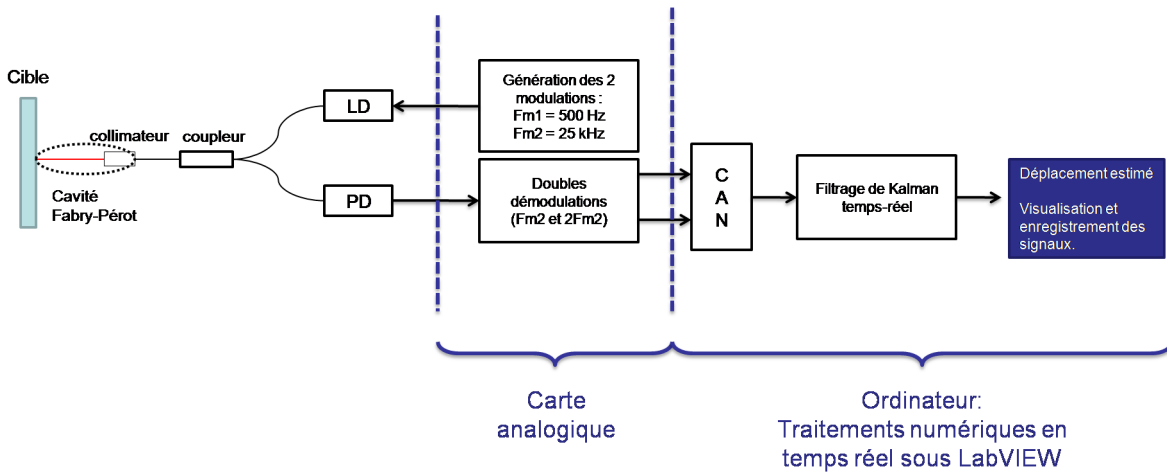 Cible
collimateur
coupleur
Cavité
Fabry-Pérot
LD
PD
Génération des 2
modulations :
Fm1 = 500 Hz
Fm2 = 25 kHz
Doubles
démodulations
(Fm2 et 2Fm2)
C
A
N
Filtrage de Kalman
temps-réel
Déplacement estimé
Visualisation et
enregistrement des
signaux.
Carte
analogique
Ordinateur:
Traitements numériques en
temps réel sous LabVIEW